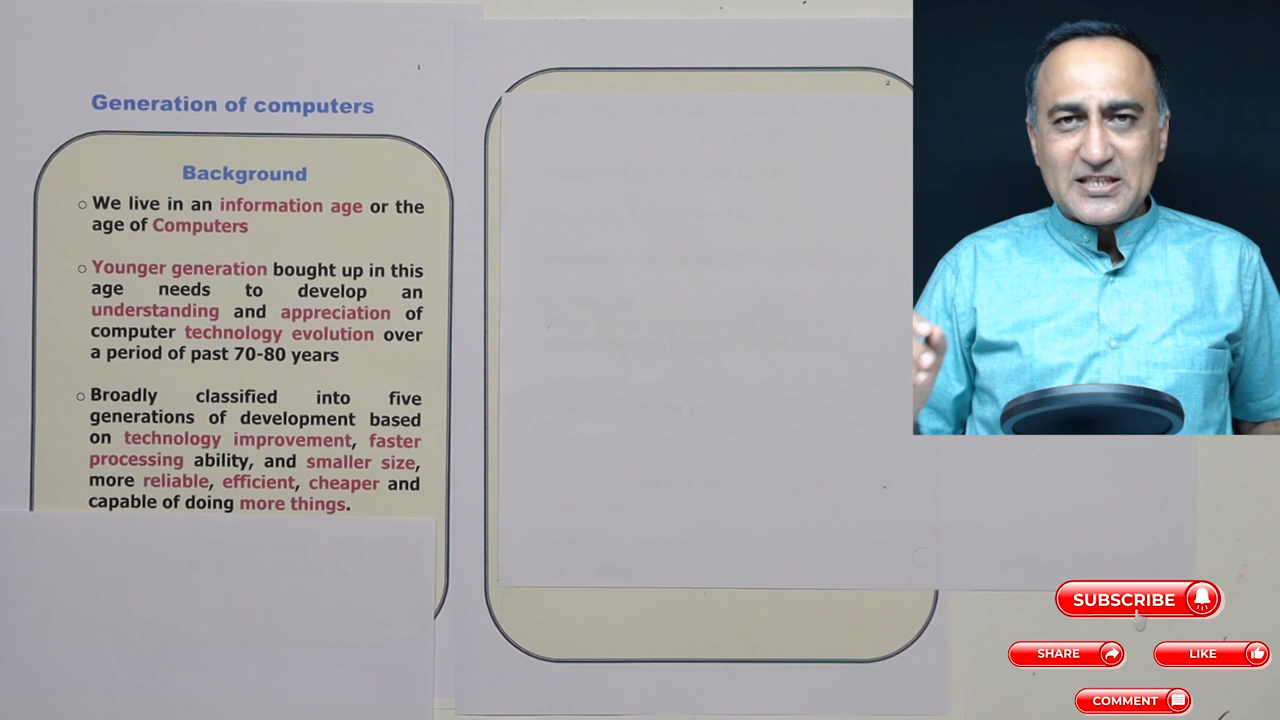 1
Generation of computers
Background
○ We live in an information age or the
age of Computers
○ Younger generation bought up in this
age needs to develop an
understanding and appreciation of
computer technology evolution over
a period of past 70-80 years
○ Broadly classified into five
generations of development based
on technology improvement, faster
processing ability, and smaller size,
more reliable, efficient, cheaper and
capable of doing more things.
2
SUBSCRIBE
SHARE
LIKE
COMMENT